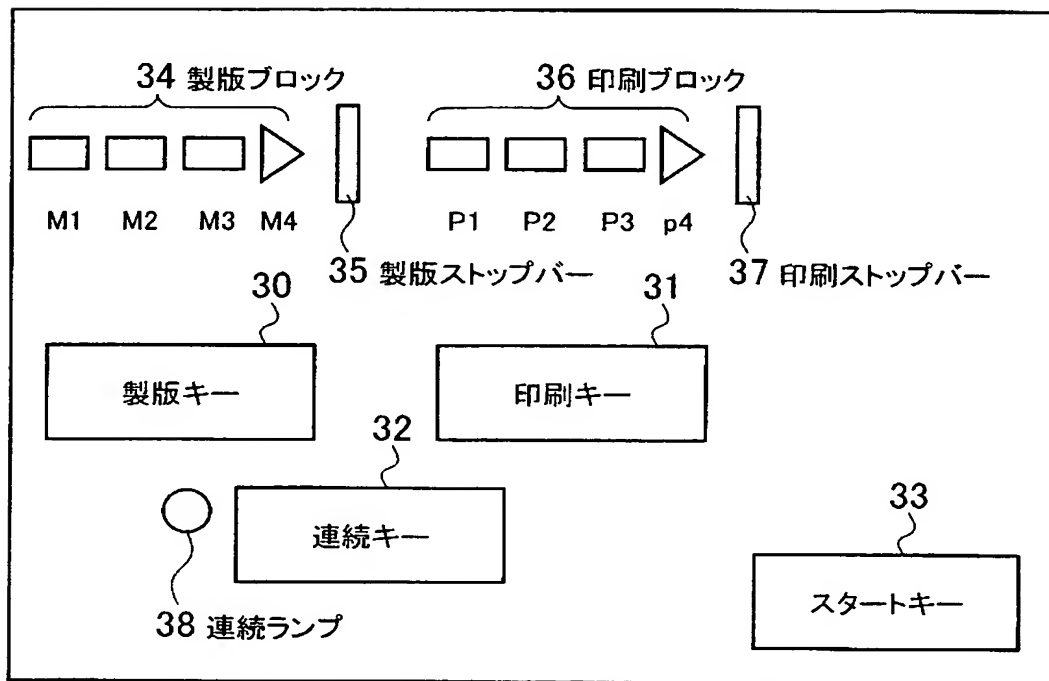 34 製版ブロック
36 印刷ブロック
M1 M2 M3 M4
P1 P2 P3 p4
35 製版ストップバー
37 印刷ストップバー
30
31
製版キー
印刷キー
32
連続キー
33
スタートキー
38 連続ランプ